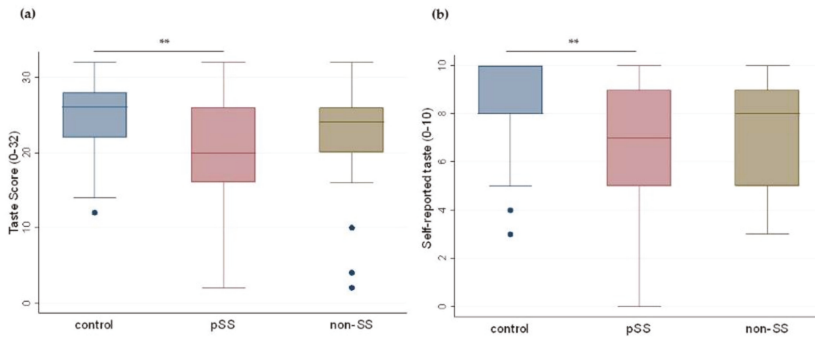 (a)
**
Taste Score (0-32)
30
20
10
0
control pSS non-SS
(b)
**
Self-reported taste (0-10)
10
8
6
4
2
0
control pSS non-SS